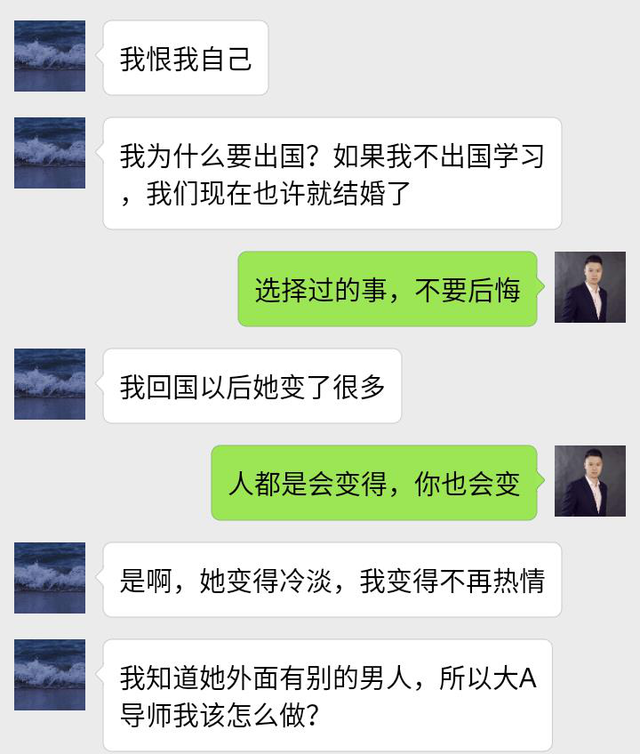 我恨我自己
我为什么要出国？如果我不出国学习
，我们现在也许就结婚了
选择过的事，不要后悔
我回国以后她变了很多
人都是会变得，你也会变
是啊，她变得冷淡，我变得不再热情
我知道她外面有别的男人，所以大A
导师我该怎么做？